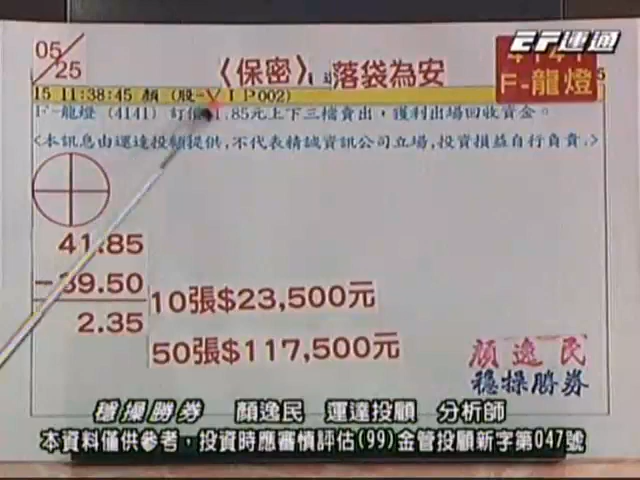 05/25
〈保密〉 落袋為安
EF運通
4141
F-龍燈
15 11:38:45 顏 (股-ＶＩＰ002)
F-龍燈 (4141) 訂價41.85元上下三檔賣出，獲利出場回收資金。
<本訊息由運達投顧提供,不代表精誠資訊公司立場,投資損益自行負責.>
41.85
-39.50
2.35
10張$23,500元
50張$117,500元
顏逸民
穩操勝券
穩操勝券 顏逸民 運達投顧 分析師
本資料僅供參考，投資時應審慎評估(99)金管投顧新字第047號